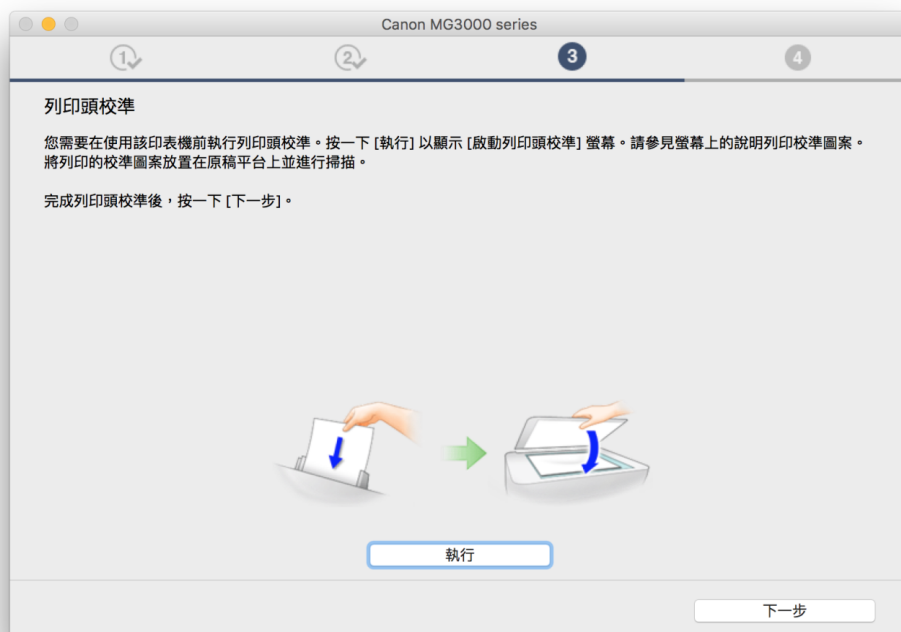 Canon MG3000 series
1
2
3
4
列印頭校準
您需要在使用該印表機前執行列印頭校準。按一下 [執行] 以顯示 [啟動列印頭校準] 螢幕。請參見螢幕上的說明列印校準圖案。
將列印的校準圖案放置在原稿平台上並進行掃描。
完成列印頭校準後，按一下 [下一步]。
執行
下一步